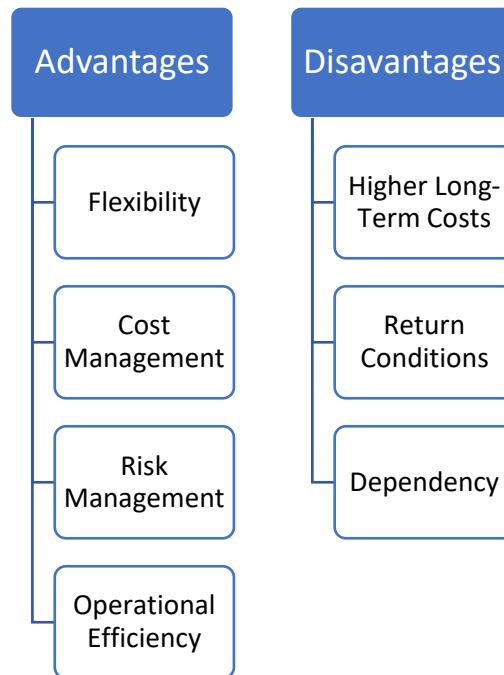 Advantages
Flexibility
Cost
Management
Risk
Management
Operational
Efficiency
Disavantages
Higher Long-
Term Costs
Return
Conditions
Dependency